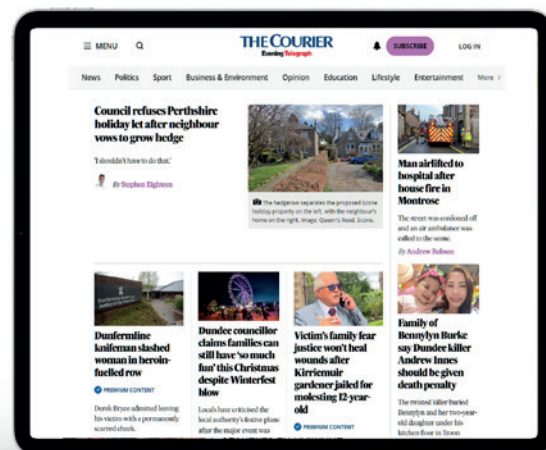 MENU
THE COURIER
Evening Telegraph
SUBSCRIBE
LOG IN
News Politics Sport Business & Environment Opinion Education Lifestyle Entertainment More
Council refuses Perthshire
holiday let after neighbour
vows to grow hedge
'I shouldn't have to do that.'
By Stephen Eighteen
The hedgerow separates the proposed Scone
holiday property on the left, with the neighbour's
home on the right. Image: Queen's Road, Scone.
Man airlifted to
hospital after
house fire in
Montrose
The street was cordoned off
and an air ambulance was
called to the scene.
By Andrew Robson
Dunfermline
knifeman slashed
woman in heroin-
fuelled row
PREMIUM CONTENT
Derek Bryce admitted leaving
his victim with a permanently
scarred cheek.
Dundee councillor
claims families can
still have 'so much
fun' this Christmas
despite Winterfest
blow
Locals have criticised the
local authority's festive plans
after the major event was
Victim's family fear
justice won't heal
wounds after
Kirriemuir
gardener jailed for
molesting 12-year-
old
PREMIUM CONTENT
Family of
Bennylyn Burke
say Dundee killer
Andrew Innes
should be given
death penalty
The twisted killer buried
Bennylyn and her two-year-
old daughter under his
kitchen floor in Troon